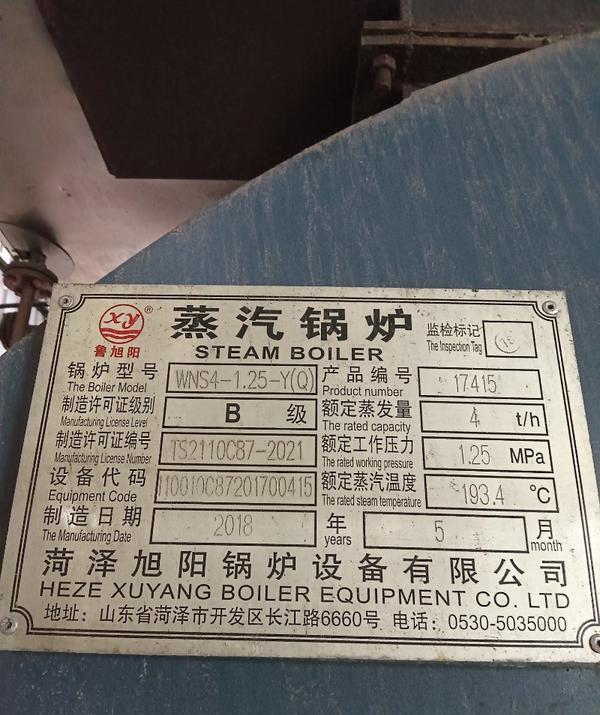 XY ®
鲁旭阳
蒸汽锅炉
STEAM BOILER
监检标记
The Inspection Tag
锅炉型号 WNS4-1.25-Y(Q) 产品编号 17415
The Boiler Model Product number
制造许可证级别 B 级 额定蒸发量 4 t/h
Manufacturing License Level The rated capacity
制造许可证编号 TS2110C87-2021 额定工作压力 1.25 MPa
Manufacturing License Number The rated working pressure
设备代码 110010C87201700415 额定蒸汽温度 193.4 ℃
Equipment Code The rated steam temperature
制造日期 2018 年 5 月
The Manufacturing Date years month
菏泽旭阳锅炉设备有限公司
HEZE XUYANG BOILER EQUIPMENT CO. LTD
地址: 山东省菏泽市开发区长江路6660号 电话: 0530-5035000